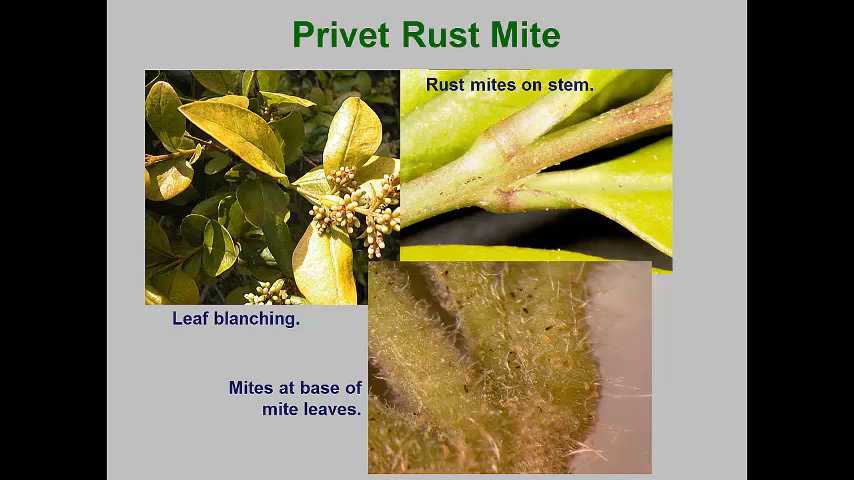 Privet Rust Mite
Rust mites on stem.
Leaf blanching.
Mites at base of
mite leaves.